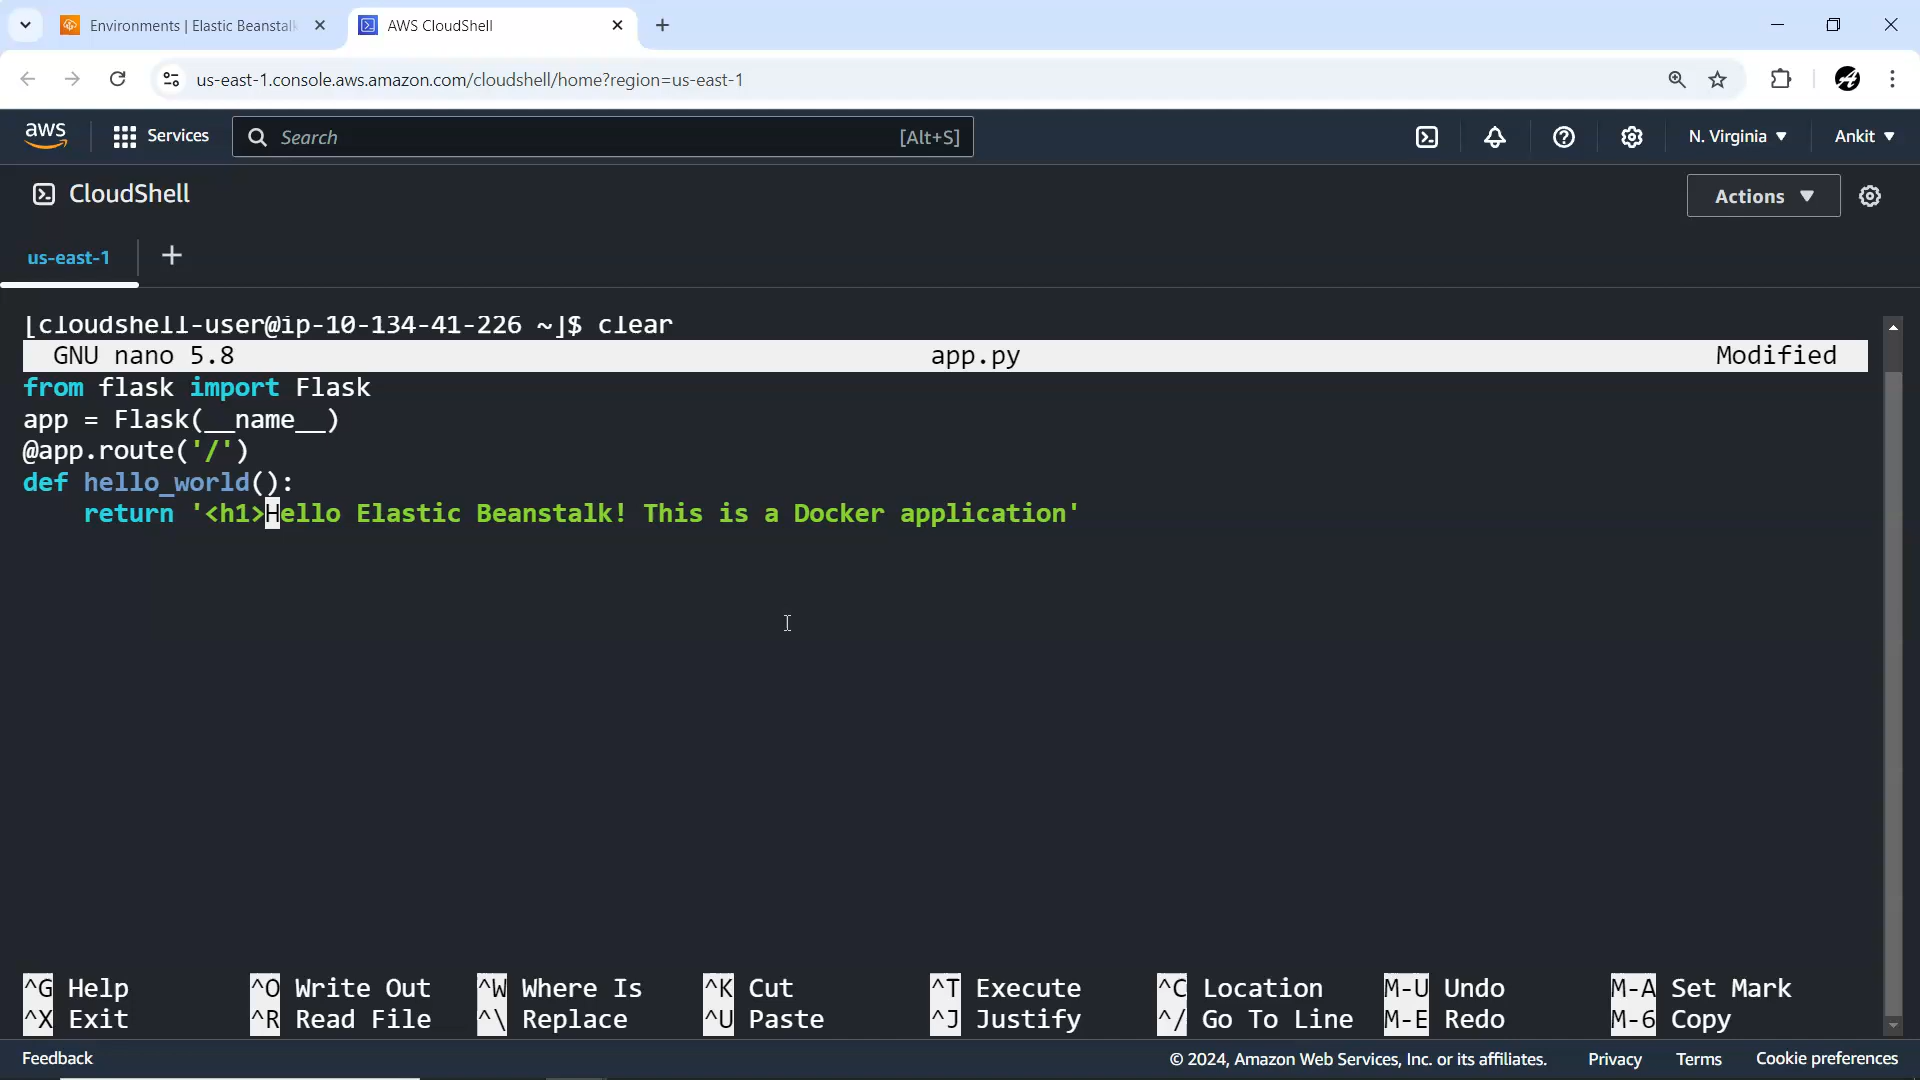 Environments | Elastic Beanstalk
AWS CloudShell
us-east-1.console.aws.amazon.com/cloudshell/home?region=us-east-1
aws
Services
Search
[Alt+S]
N. Virginia
Ankit
CloudShell
Actions
us-east-1
[cloudshell-user@ip-10-134-41-226 ~]$ clear
GNU nano 5.8 app.py Modified
from flask import Flask
app = Flask(__name__)
@app.route('/')
def hello_world():
    return '<h1>Hello Elastic Beanstalk! This is a Docker application'
^G Help ^O Write Out ^W Where Is ^K Cut ^T Execute ^C Location M-U Undo M-A Set Mark
^X Exit ^R Read File ^\ Replace ^U Paste ^J Justify ^/ Go To Line M-E Redo M-6 Copy
Feedback © 2024, Amazon Web Services, Inc. or its affiliates. Privacy Terms Cookie preferences